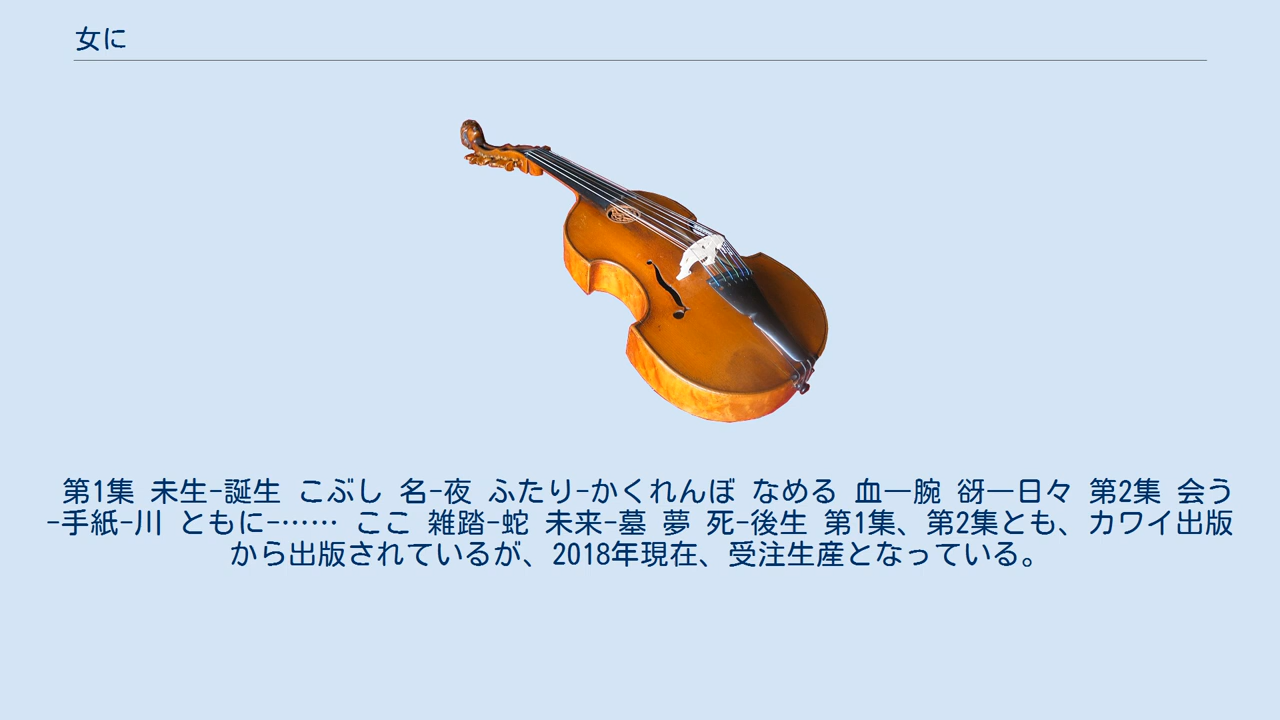 女に
第1集 未生-誕生 こぶし 名-夜 ふたり-かくれんぼ なめる 血―腕 谺―日々 第2集 会う
-手紙-川 ともに-…… ここ 雑踏-蛇 未来-墓 夢 死-後生 第1集、第2集とも、カワイ出版
から出版されているが、2018年現在、受注生産となっている。